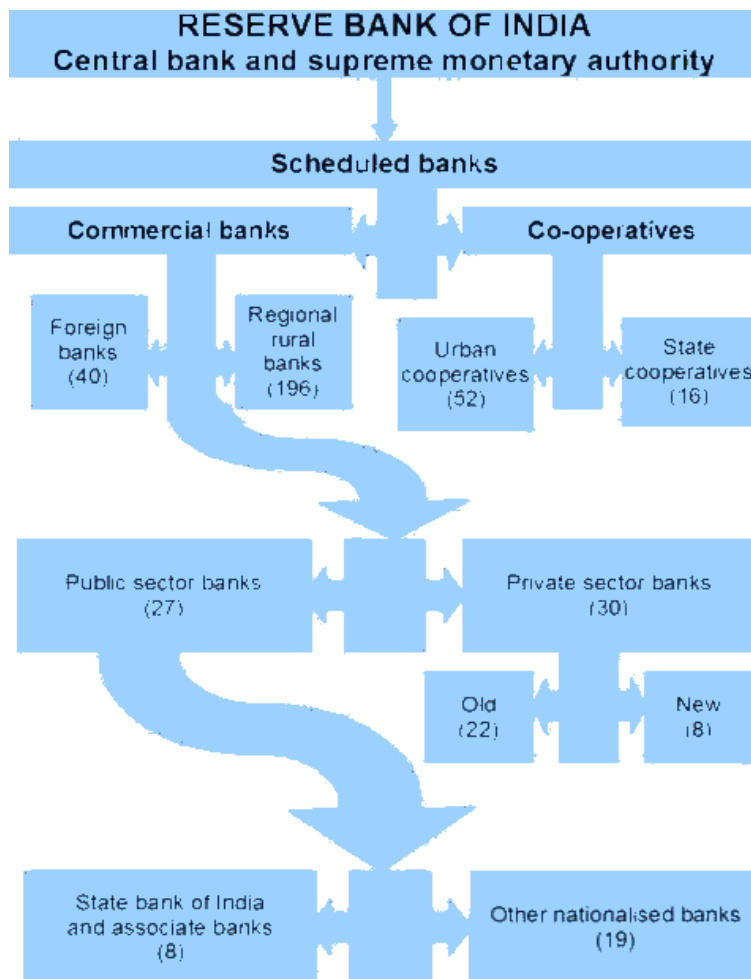 RESERVE BANK OF INDIA
Central bank and supreme monetary authority
Scheduled banks
Commercial banks
Co-operatives
Foreign
banks
(40)
Regional
rural
banks
(196)
Urban
cooperatives
(52)
State
cooperatives
(16)
Public sector banks
(27)
Private sector banks
(30)
Old
(22)
New
(8)
State bank of India
and associate banks
(8)
Other nationalised banks
(19)